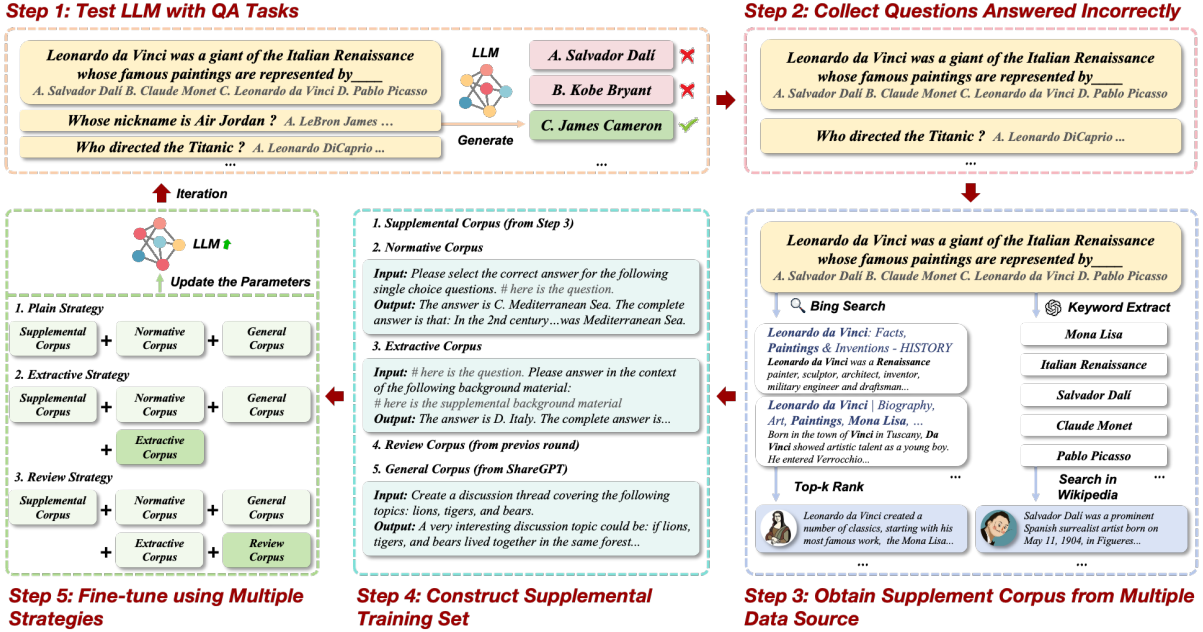 Step 1: Test LLM with QA Tasks
Leonardo da Vinci was a giant of the Italian Renaissance
whose famous paintings are represented by____
A. Salvador Dalí B. Claude Monet C. Leonardo da Vinci D. Pablo Picasso
Whose nickname is Air Jordan ? A. LeBron James …
Who directed the Titanic ? A. Leonardo DiCaprio ...
...
LLM
Generate
A. Salvador Dalí
B. Kobe Bryant
C. James Cameron
...
Step 2: Collect Questions Answered Incorrectly
Leonardo da Vinci was a giant of the Italian Renaissance
whose famous paintings are represented by____
A. Salvador Dalí B. Claude Monet C. Leonardo da Vinci D. Pablo Picasso
Who directed the Titanic ? A. Leonardo DiCaprio ...
...
Leonardo da Vinci was a giant of the Italian Renaissance
whose famous paintings are represented by____
A. Salvador Dalí B. Claude Monet C. Leonardo da Vinci D. Pablo Picasso
Bing Search
Leonardo da Vinci: Facts,
Paintings & Inventions - HISTORY
Leonardo da Vinci was a Renaissance
painter, sculptor, architect, inventor,
military engineer and draftsman...
Leonardo da Vinci | Biography,
Art, Paintings, Mona Lisa, ...
Born in the town of Vinci in Tuscany, Da
Vinci showed artistic talent as a young boy.
He entered Verrocchio...
...
Top-k Rank
Leonardo da Vinci created a
number of classics, starting with his
most famous work, the Mona Lisa...
...
Keyword Extract
Mona Lisa
Italian Renaissance
Salvador Dalí
Claude Monet
Pablo Picasso
...
Search in
Wikipedia
Salvador Dalí was a prominent
Spanish surrealist artist born on
May 11, 1904, in Figueres...
...
Step 3: Obtain Supplement Corpus from Multiple
Data Source
1. Supplemental Corpus (from Step 3)
2. Normative Corpus
Input: Please select the correct answer for the following
single choice questions. # here is the question.
Output: The answer is C. Mediterranean Sea. The complete
answer is that: In the 2nd century…was Mediterranean Sea.
3. Extractive Corpus
Input: # here is the question. Please answer in the context
of the following background material:
# here is the supplemental background material
Output: The answer is D. Italy. The complete answer is...
4. Review Corpus (from previos round)
5. General Corpus (from ShareGPT)
Input: Create a discussion thread covering the following
topics: lions, tigers, and bears.
Output: A very interesting discussion topic could be: if lions,
tigers, and bears lived together in the same forest...
Step 4: Construct Supplemental
Training Set
Iteration
LLM
Update the Parameters
1. Plain Strategy
Supplemental
Corpus
+
Normative
Corpus
+
General
Corpus
2. Extractive Strategy
Supplemental
Corpus
+
Normative
Corpus
+
General
Corpus
+
Extractive
Corpus
3. Review Strategy
Supplemental
Corpus
+
Normative
Corpus
+
General
Corpus
+
Extractive
Corpus
+
Review
Corpus
Step 5: Fine-tune using Multiple
Strategies